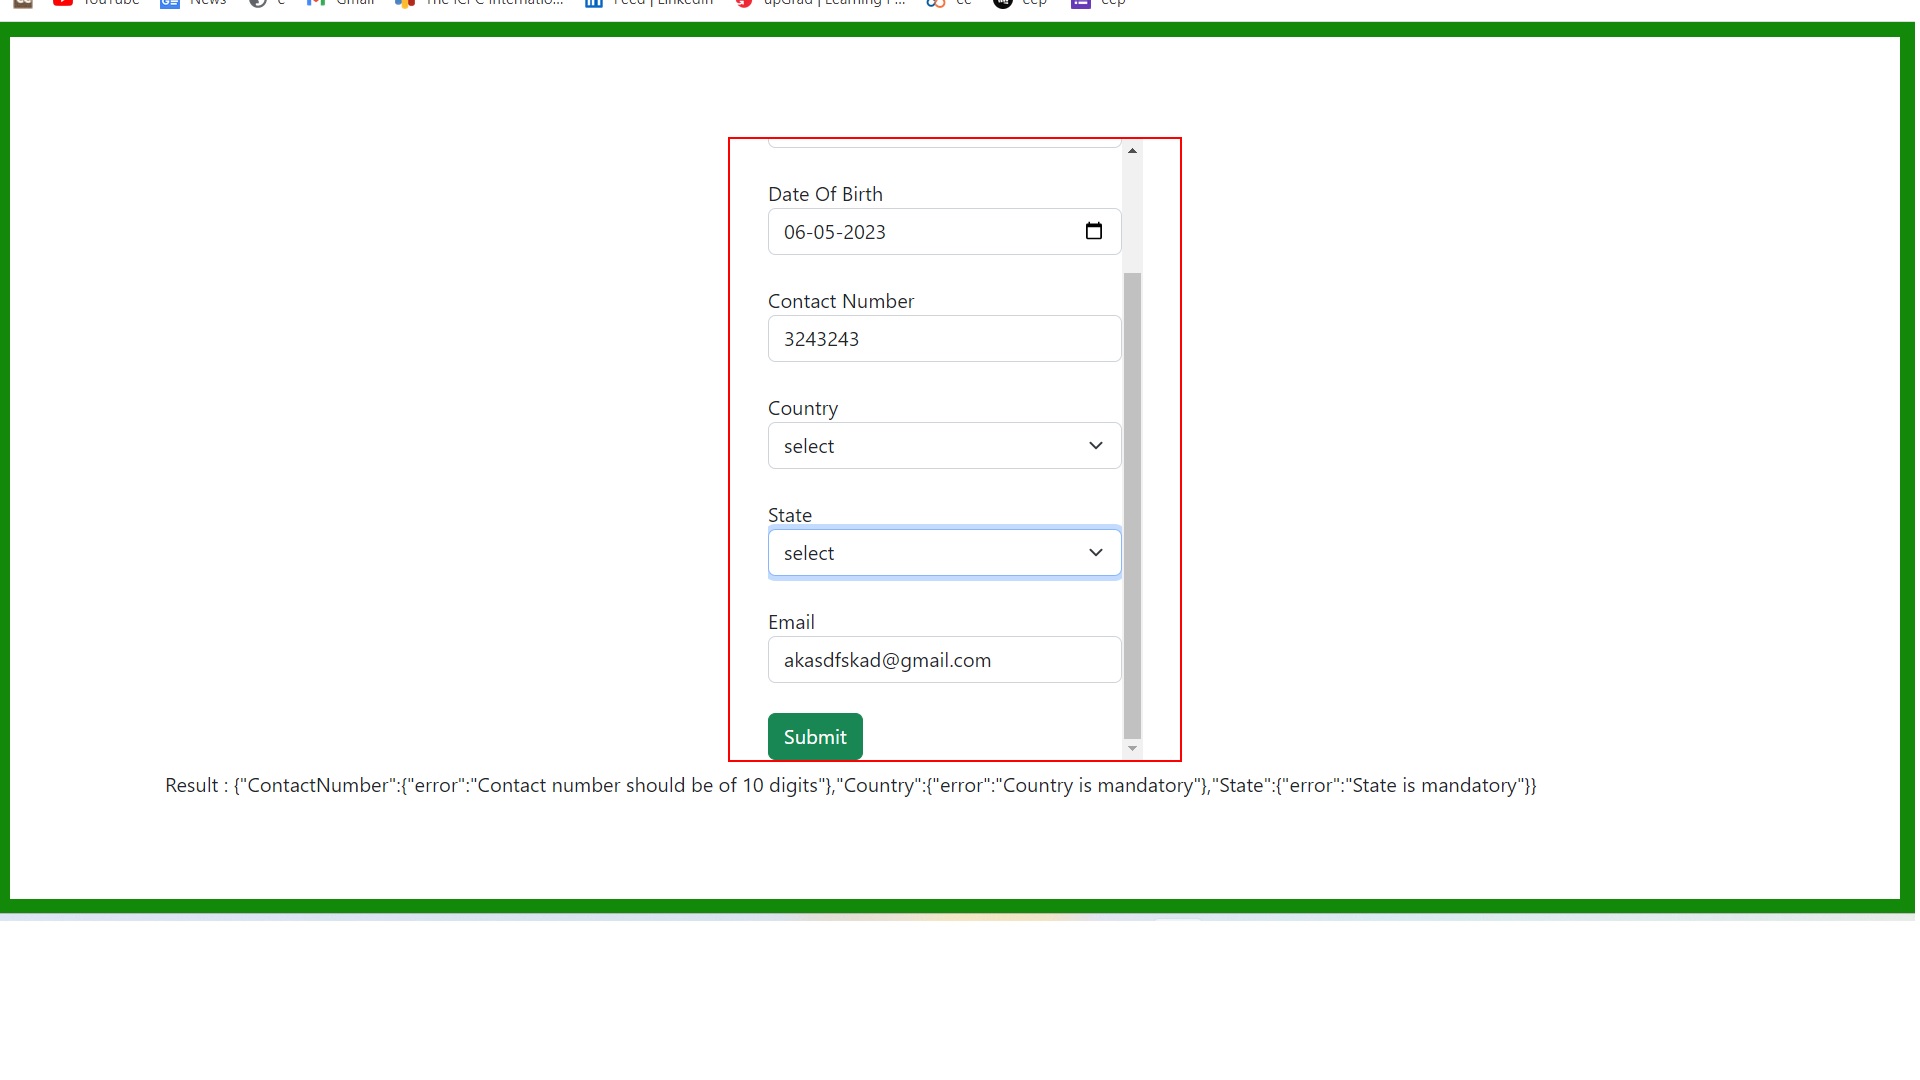 YouTube News e Gmail The ICPC Internatio... Feed | LinkedIn upGrad | Learning P... cc cep cep
Date Of Birth
06-05-2023
Contact Number
3243243
Country
select
State
select
Email
akasdfskad@gmail.com
Submit
Result : {"ContactNumber":{"error":"Contact number should be of 10 digits"},"Country":{"error":"Country is mandatory"},"State":{"error":"State is mandatory"}}